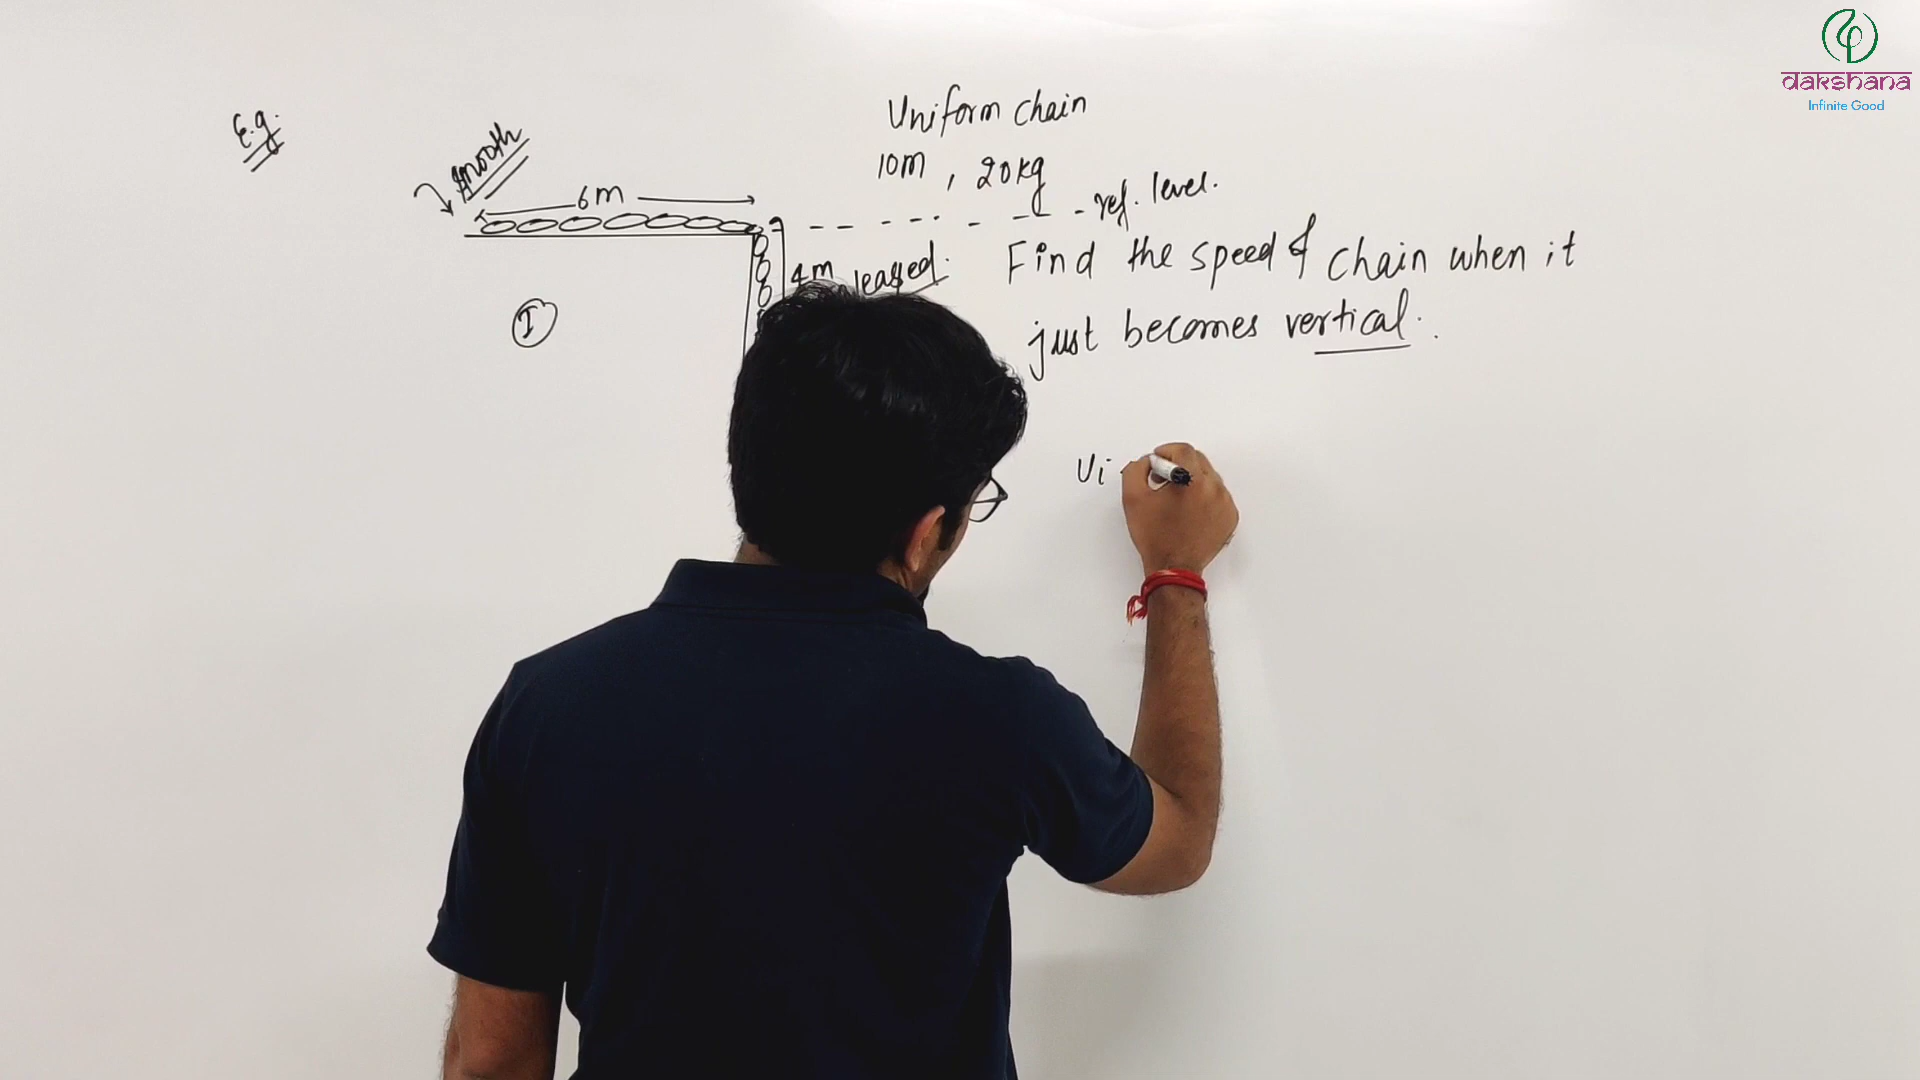 E.g.
smooth
6m
4m
Uniform chain
10m, 20kg
ref. level.
Find the speed of chain when it
just becomes vertical.
I
Ui
dakshana
Infinite Good